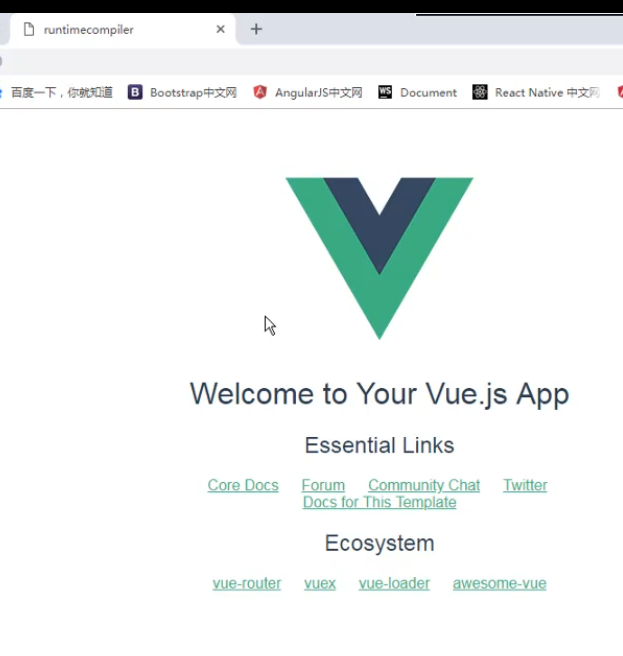 runtimecompiler
百度一下，你就知道 B Bootstrap中文网 AngularJS中文网 WS Document React Native 中文网
Welcome to Your Vue.js App
Essential Links
Core Docs Forum Community Chat Twitter
Docs for This Template
Ecosystem
vue-router vuex vue-loader awesome-vue